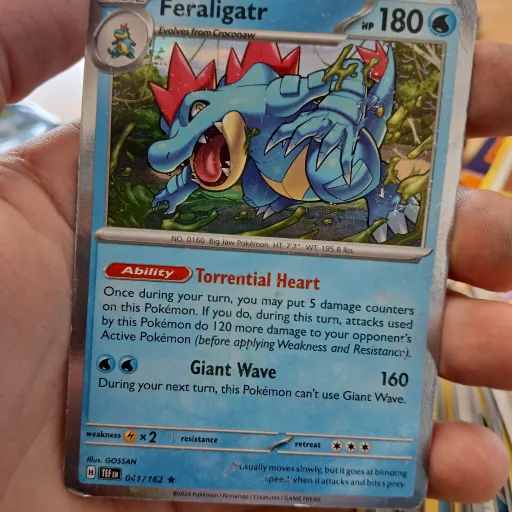 Feraligatr
HP 180
Evolves from Croconaw
NO. 0160 Big Jaw Pokémon HT: 7'7" WT: 195.8 lbs.
Ability Torrential Heart
Once during your turn, you may put 5 damage counters
on this Pokémon. If you do, during this turn, attacks used
by this Pokémon do 120 more damage to your opponent's
Active Pokémon (before applying Weakness and Resistance).
Giant Wave 160
During your next turn, this Pokémon can't use Giant Wave.
weakness ×2 resistance retreat
Illus. GOSSAN
H TEF EN 041/162 ★
usually moves slowly, but it goes at blinding
when it attacks and bites prey.
©2024 Pokémon / Nintendo / Creatures / GAME FREAK